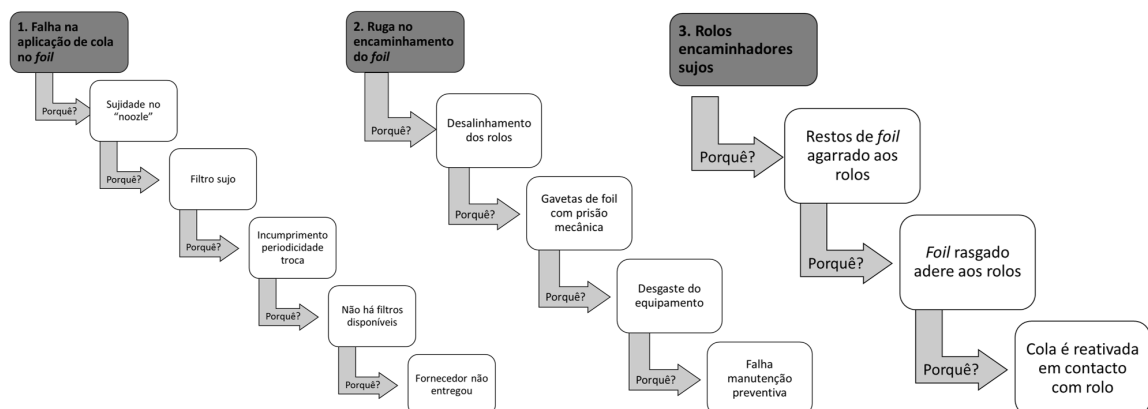 1. Falha na
aplicação de cola
no foil
Porquê?
Sujidade no
“noozle”
Porquê?
Filtro sujo
Porquê?
Incumprimento
periodicidade
troca
Porquê?
Não há filtros
disponíveis
Porquê?
Fornecedor não
entregou
2. Ruga no
encaminhamento
do foil
Porquê?
Desalinhamento
dos rolos
Porquê?
Gavetas de foil
com prisão
mecânica
Porquê?
Desgaste do
equipamento
Porquê?
Falha
manutenção
preventiva
3. Rolos
encaminhadores
sujos
Porquê?
Restos de foil
agarrado aos
rolos
Porquê?
Foil rasgado
adere aos rolos
Porquê?
Cola é reativada
em contacto
com rolo